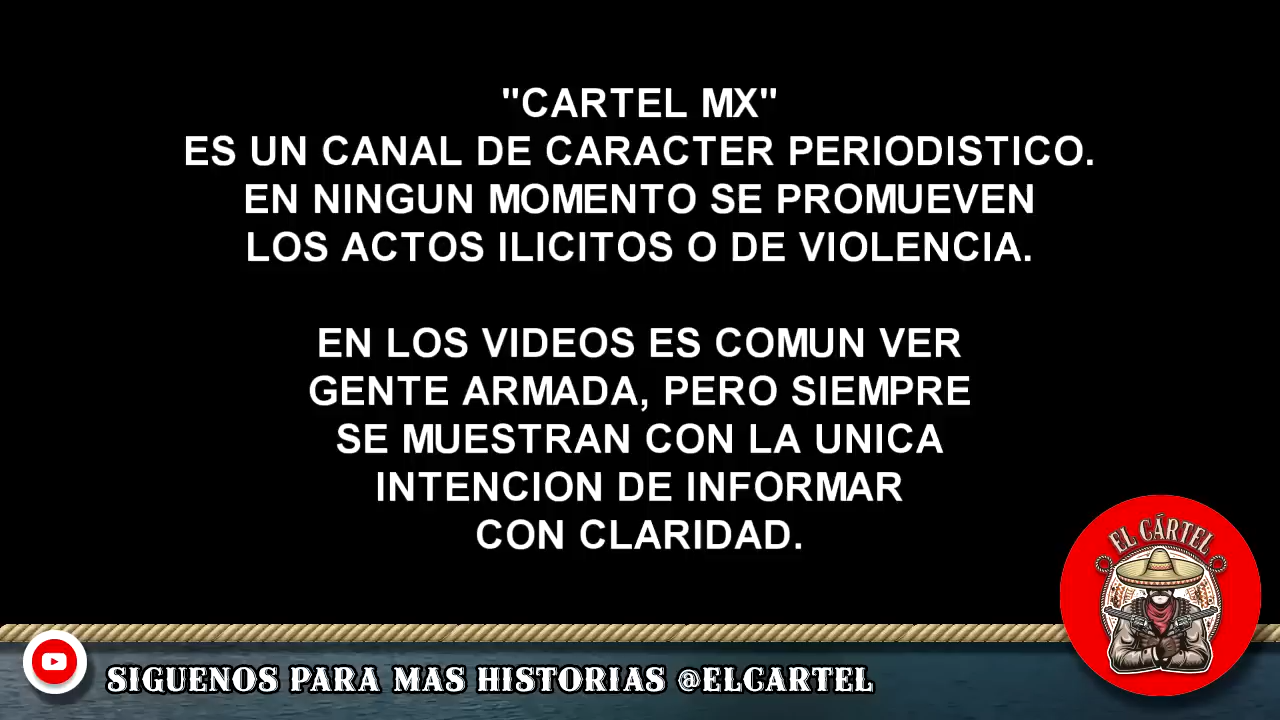 "CARTEL MX"
ES UN CANAL DE CARACTER PERIODISTICO.
EN NINGUN MOMENTO SE PROMUEVEN
LOS ACTOS ILICITOS O DE VIOLENCIA.
EN LOS VIDEOS ES COMUN VER
GENTE ARMADA, PERO SIEMPRE
SE MUESTRAN CON LA UNICA
INTENCION DE INFORMAR
CON CLARIDAD.
EL CÁRTEL
SIGUENOS PARA MAS HISTORIAS @ELCARTEL